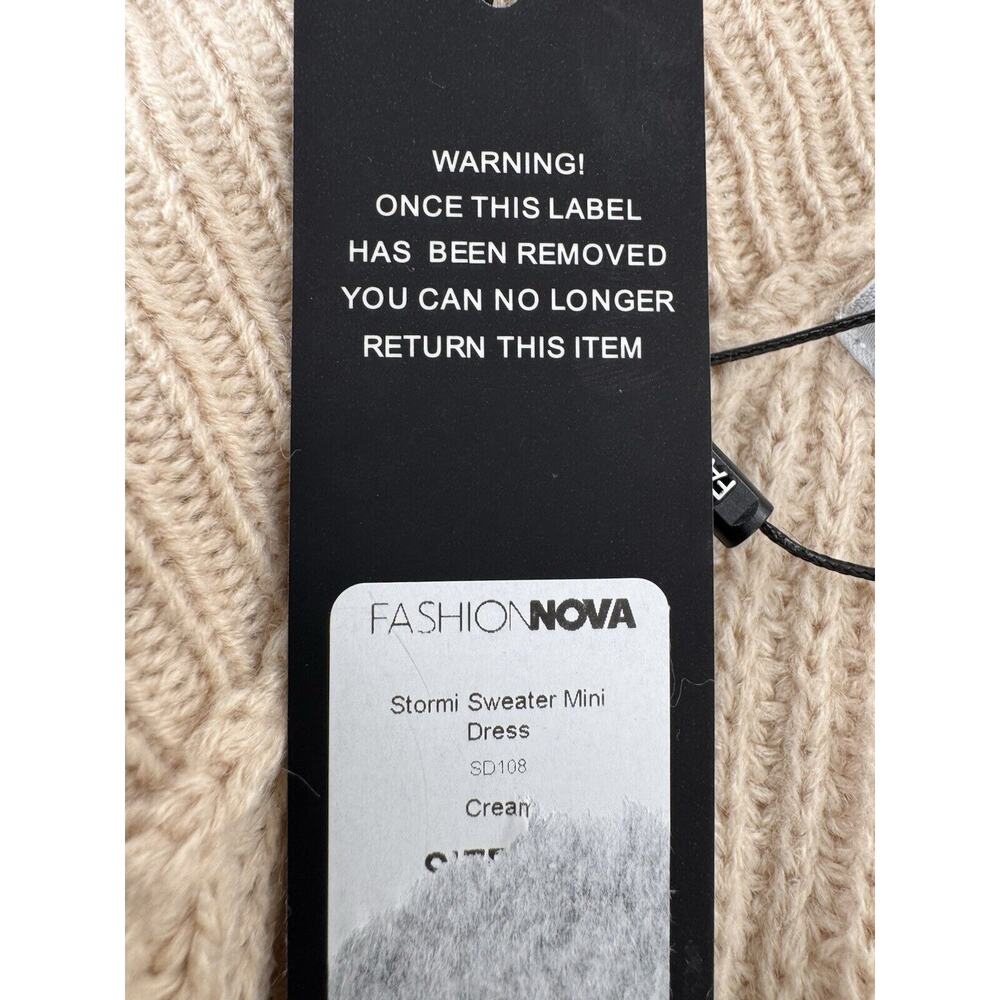 WARNING!
ONCE THIS LABEL
HAS BEEN REMOVED
YOU CAN NO LONGER
RETURN THIS ITEM
FASHIONNOVA
Stormi Sweater Mini
Dress
SD108
Cream